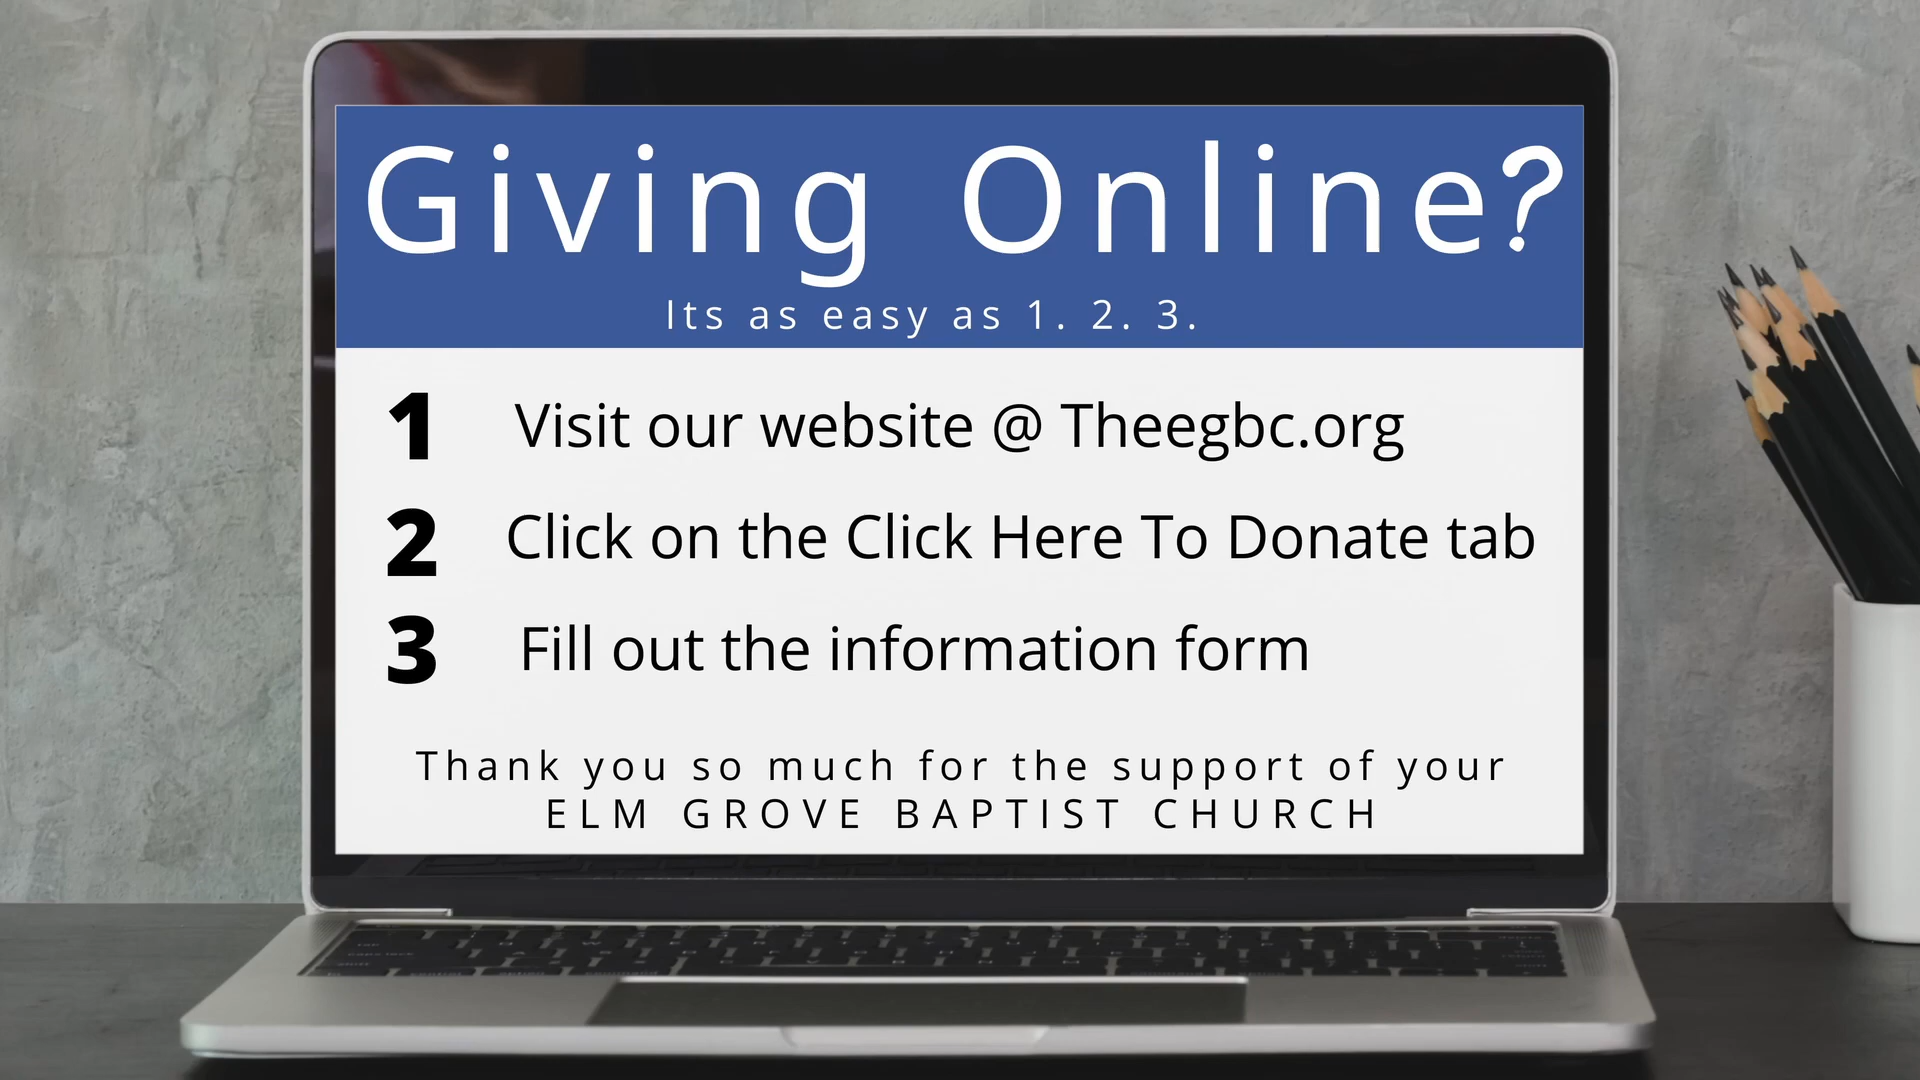 Giving Online?
Its as easy as 1. 2. 3.
1 Visit our website @ Theegbc.org
2 Click on the Click Here To Donate tab
3 Fill out the information form
Thank you so much for the support of your
ELM GROVE BAPTIST CHURCH